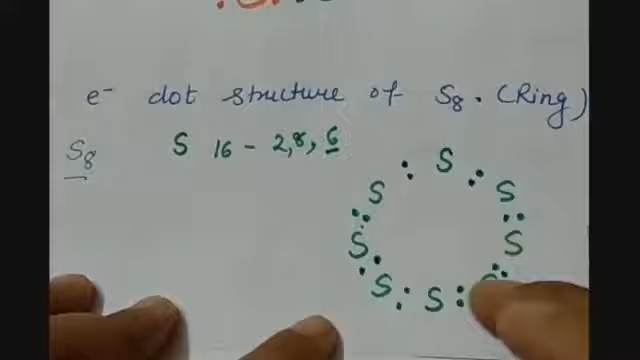 e⁻ dot structure of S₈. (Ring)
S₈ S 16 - 2,8,6
S
S S
S S
S S S